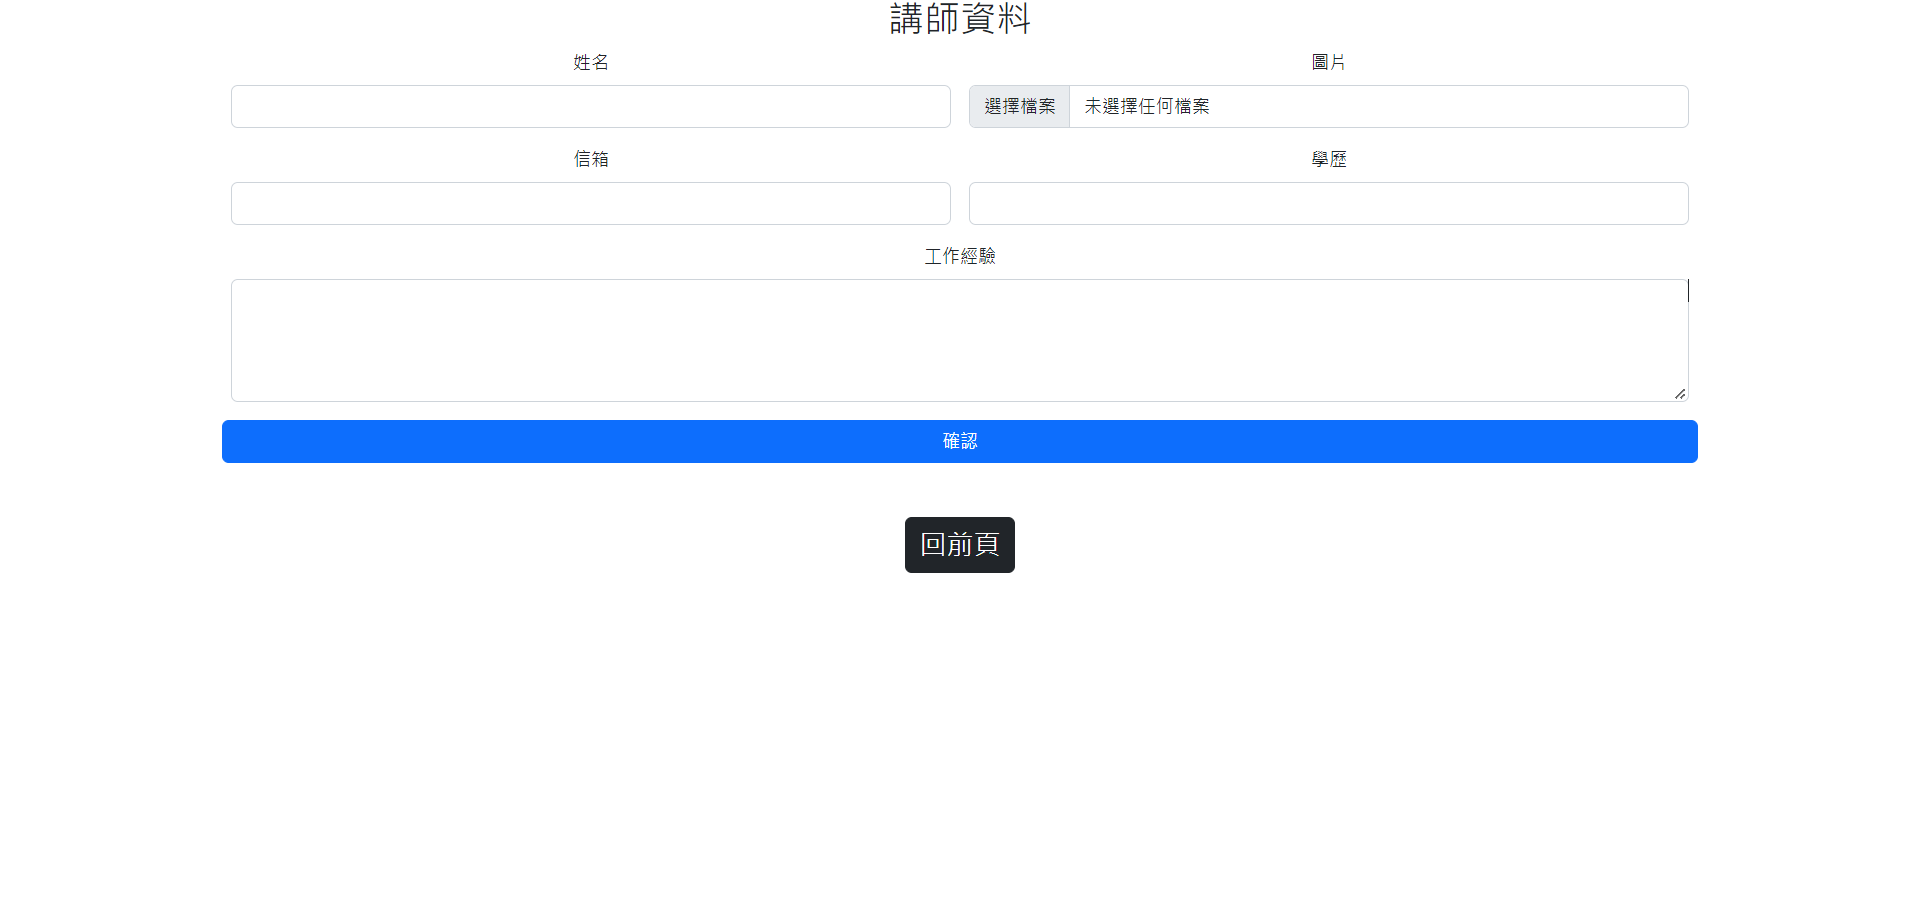 講師資料
姓名
圖片
選擇檔案 未選擇任何檔案
信箱
學歷
工作經驗
確認
回前頁